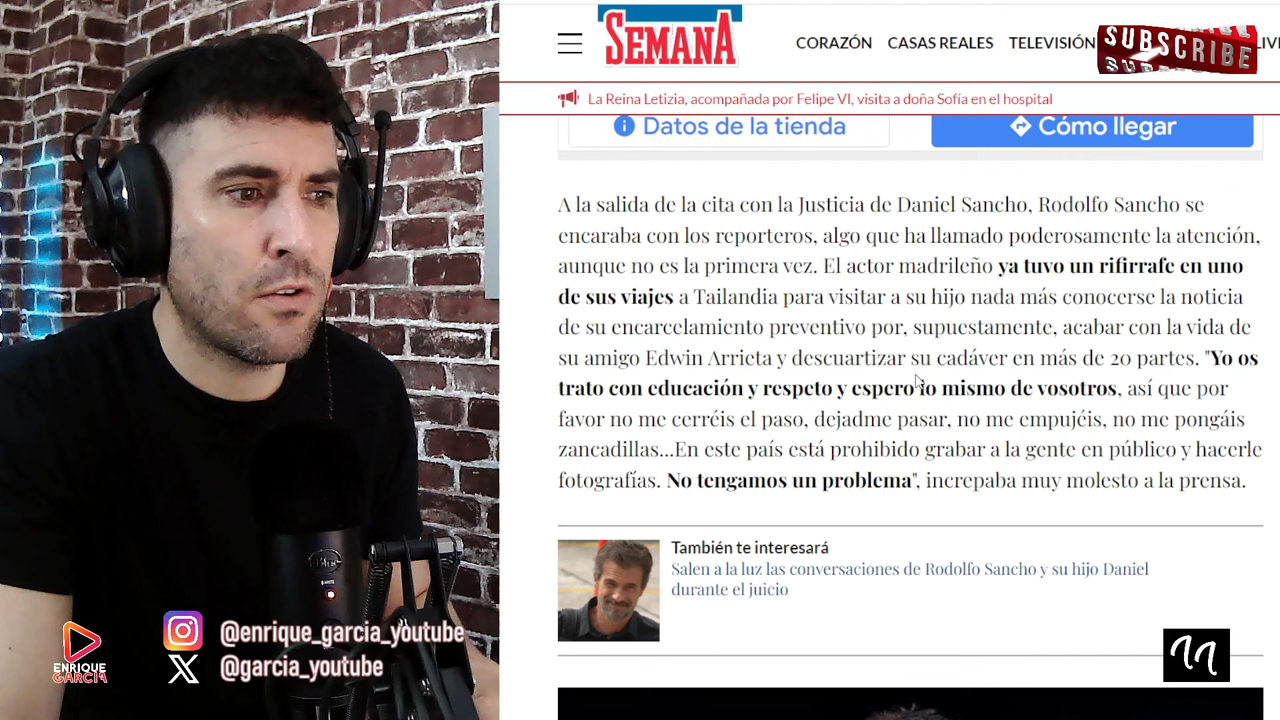 SEMANA
CORAZÓN CASAS REALES TELEVISIÓN
SUBSCRIBE
La Reina Letizia, acompañada por Felipe VI, visita a doña Sofía en el hospital
Datos de la tienda
Cómo llegar
A la salida de la cita con la Justicia de Daniel Sancho, Rodolfo Sancho se
encaraba con los reporteros, algo que ha llamado poderosamente la atención,
aunque no es la primera vez. El actor madrileño ya tuvo un rifirrafe en uno
de sus viajes a Tailandia para visitar a su hijo nada más conocerse la noticia
de su encarcelamiento preventivo por, supuestamente, acabar con la vida de
su amigo Edwin Arrieta y descuartizar su cadáver en más de 20 partes. "Yo os
trato con educación y respeto y espero lo mismo de vosotros, así que por
favor no me cerréis el paso, dejadme pasar, no me empujéis, no me pongáis
zancadillas...En este país está prohibido grabar a la gente en público y hacerle
fotografías. No tengamos un problema", increpaba muy molesto a la prensa.
También te interesará
Salen a la luz las conversaciones de Rodolfo Sancho y su hijo Daniel
durante el juicio
Blue
@enrique_garcia_youtube
@garcia_youtube
ENRIQUE
GARCIA